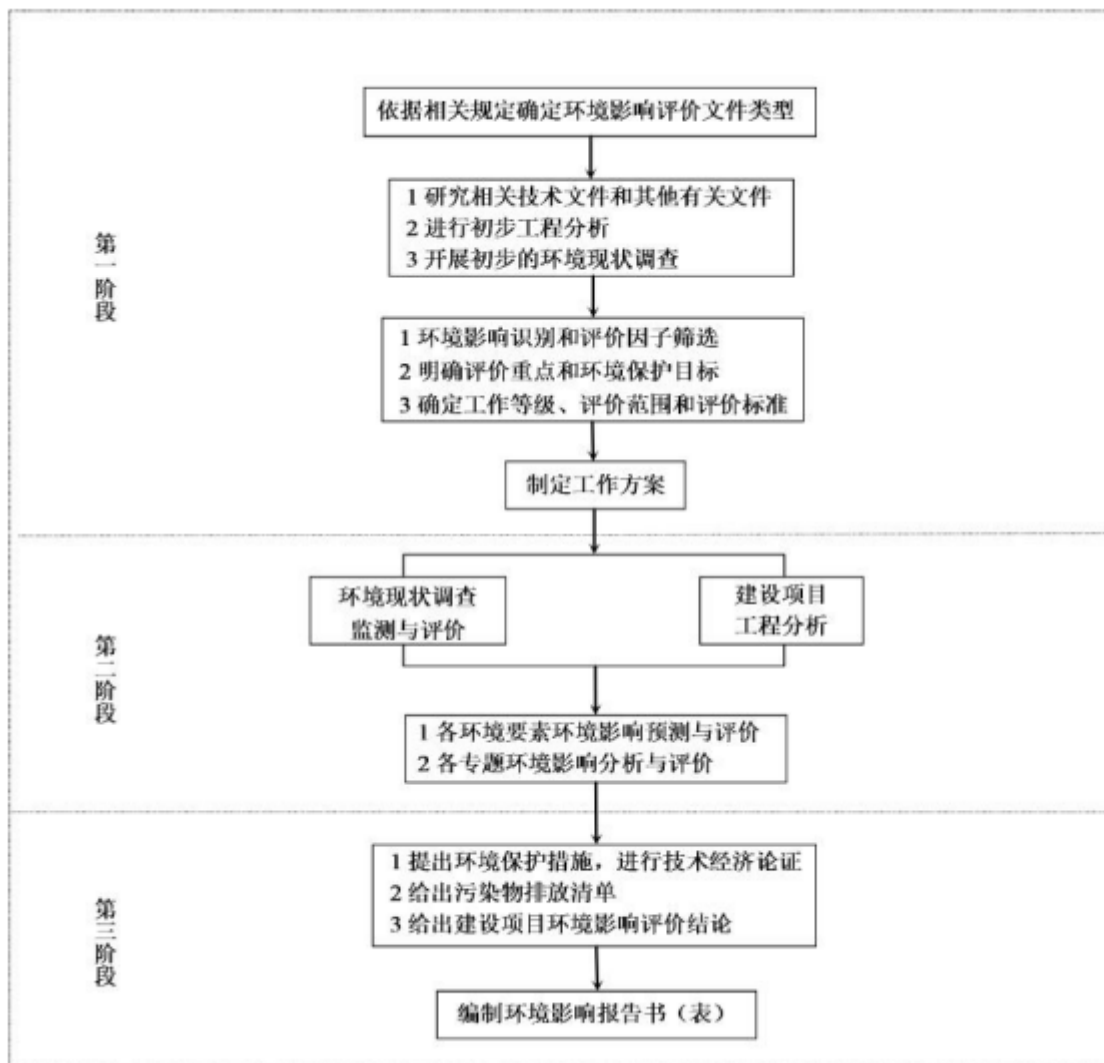 依据相关规定确定环境影响评价文件类型
1 研究相关技术文件和其他有关文件
2 进行初步工程分析
3 开展初步的环境现状调查
第一阶段
1 环境影响识别和评价因子筛选
2 明确评价重点和环境保护目标
3 确定工作等级、评价范围和评价标准
制定工作方案
环境现状调查
监测与评价
建设项目
工程分析
第二阶段
1 各环境要素环境影响预测与评价
2 各专题环境影响分析与评价
1 提出环境保护措施，进行技术经济论证
2 给出污染物排放清单
3 给出建设项目环境影响评价结论
第三阶段
编制环境影响报告书（表）